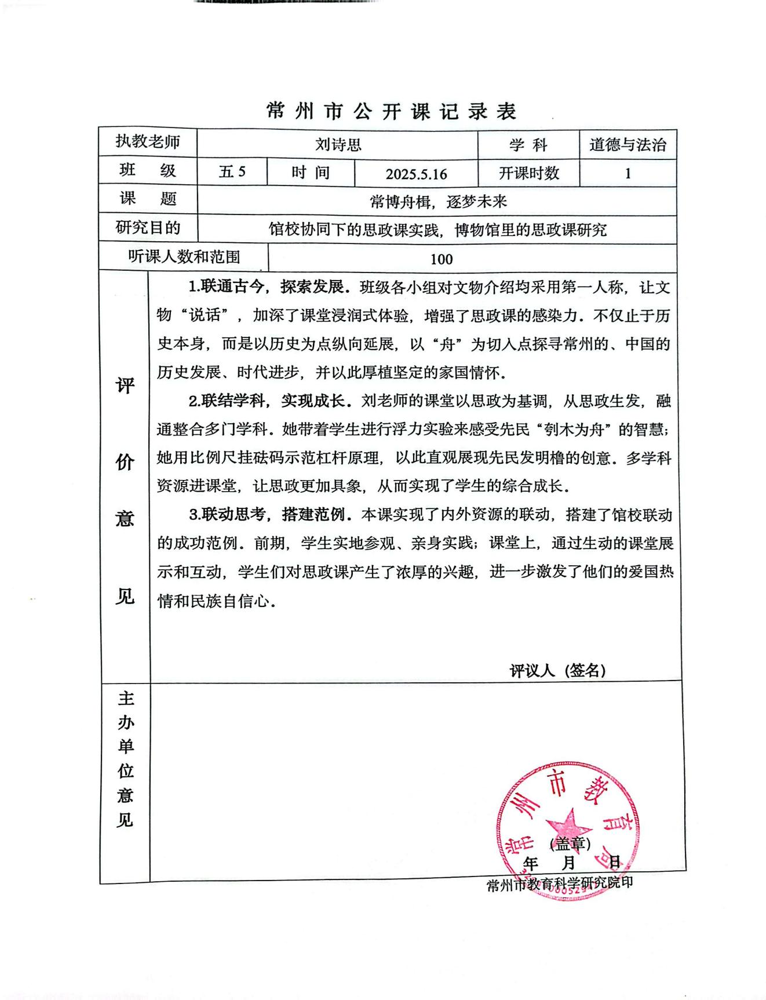 常州市公开课记录表
执教老师 刘诗思 学科 道德与法治
班级 五5 时间 2025.5.16 开课时数 1
课题 常博舟楫，逐梦未来
研究目的 馆校协同下的思政课实践，博物馆里的思政课研究
听课人数和范围 100
评价意见
1.联通古今，探索发展。班级各小组对文物介绍均采用第一人称，让文
物“说话”，加深了课堂浸润式体验，增强了思政课的感染力。不仅止于历
史本身，而是以历史为点纵向延展，以“舟”为切入点探寻常州的、中国的
历史发展、时代进步，并以此厚植坚定的家国情怀。
2.联结学科，实现成长。刘老师的课堂以思政为基调，从思政生发，融
通整合多门学科。她带着学生进行浮力实验来感受先民“刳木为舟”的智慧；
她用比例尺挂砝码示范杠杆原理，以此直观展现先民发明橹的创意。多学科
资源进课堂，让思政更加具象，从而实现了学生的综合成长。
3.联动思考，搭建范例。本课实现了内外资源的联动，搭建了馆校联动
的成功范例。前期，学生实地参观、亲身实践；课堂上，通过生动的课堂展
示和互动，学生们对思政课产生了浓厚的兴趣，进一步激发了他们的爱国热
情和民族自信心。
评议人（签名）
主办单位意见
常州市教育局
（盖章）
年 月 日
常州市教育科学研究院印